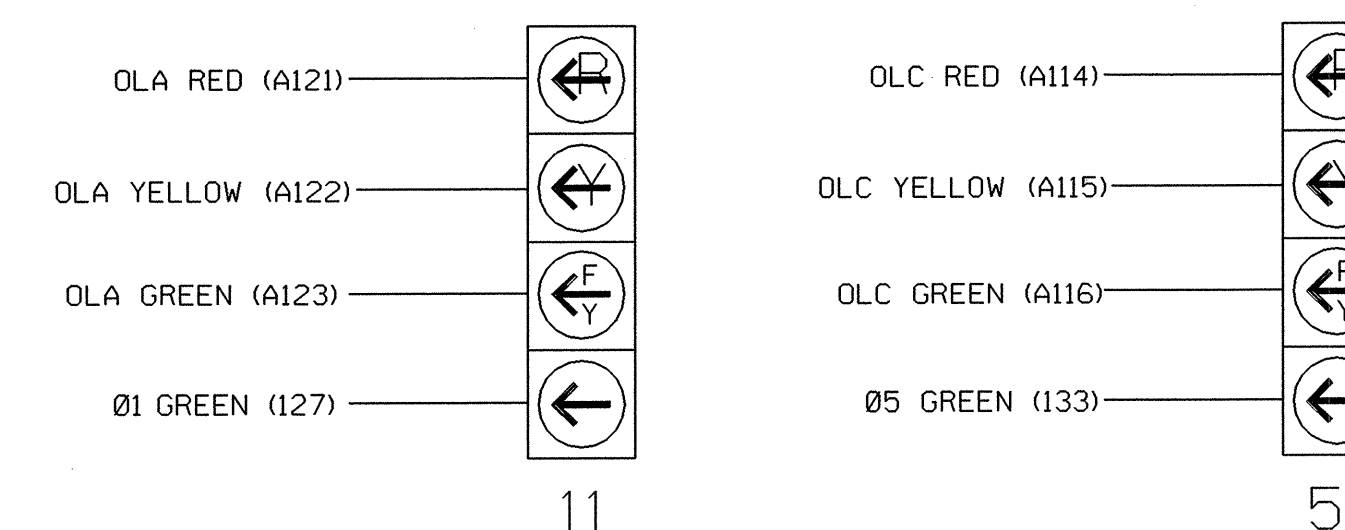 OLA RED (A121)
R
OLA YELLOW (A122)
Y
OLA GREEN (A123)
F
Y
Ø1 GREEN (127)
11
OLC RED (A114)
OLC YELLOW (A115)
OLC GREEN (A116)
Ø5 GREEN (133)
5